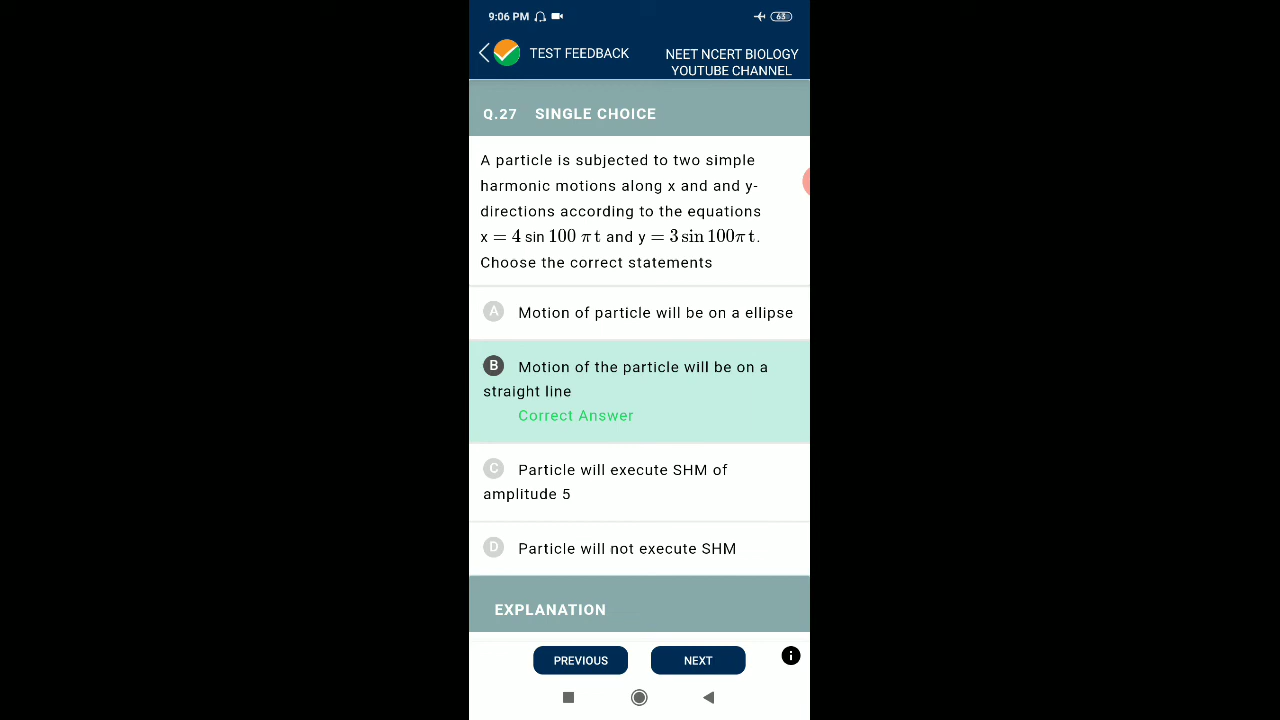 9:06 PM 63
TEST FEEDBACK
NEET NCERT BIOLOGY
YOUTUBE CHANNEL
Q.27 SINGLE CHOICE
A particle is subjected to two simple
harmonic motions along x and and y-
directions according to the equations
x = 4 sin 100 π t and y = 3 sin 100π t.
Choose the correct statements
A Motion of particle will be on a ellipse
B Motion of the particle will be on a
straight line
Correct Answer
C Particle will execute SHM of
amplitude 5
D Particle will not execute SHM
EXPLANATION
PREVIOUS NEXT i